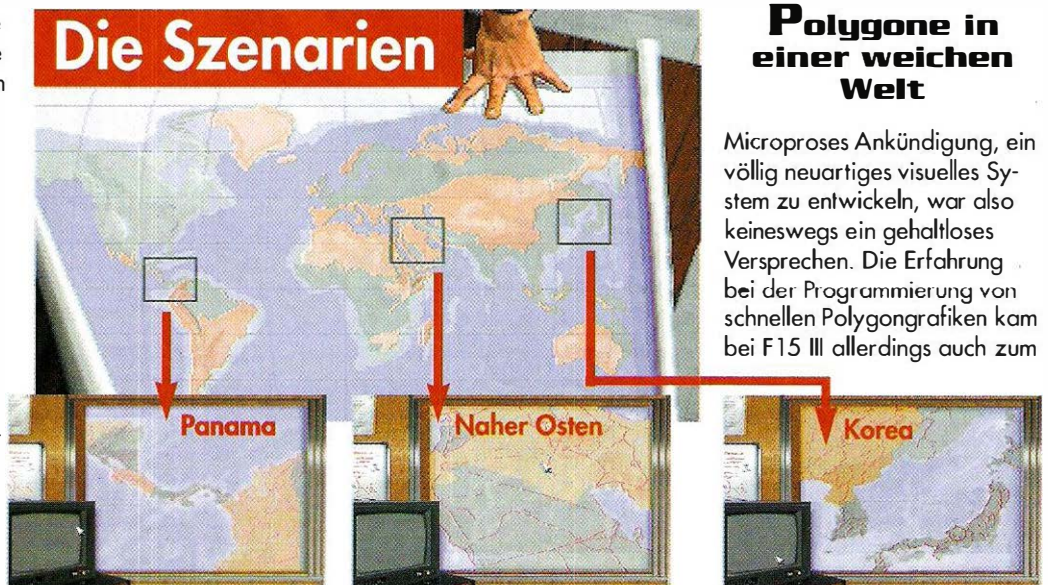 Die Szenarien
Panama
Naher Osten
Korea
Polygone in
einer weichen
Welt
Microproses Ankündigung, ein
völlig neuartiges visuelles Sy-
stem zu entwickeln, war also
keineswegs ein gehaltloses
Versprechen. Die Erfahrung
bei der Programmierung von
schnellen Polygongrafiken kam
bei F15 III allerdings auch zum